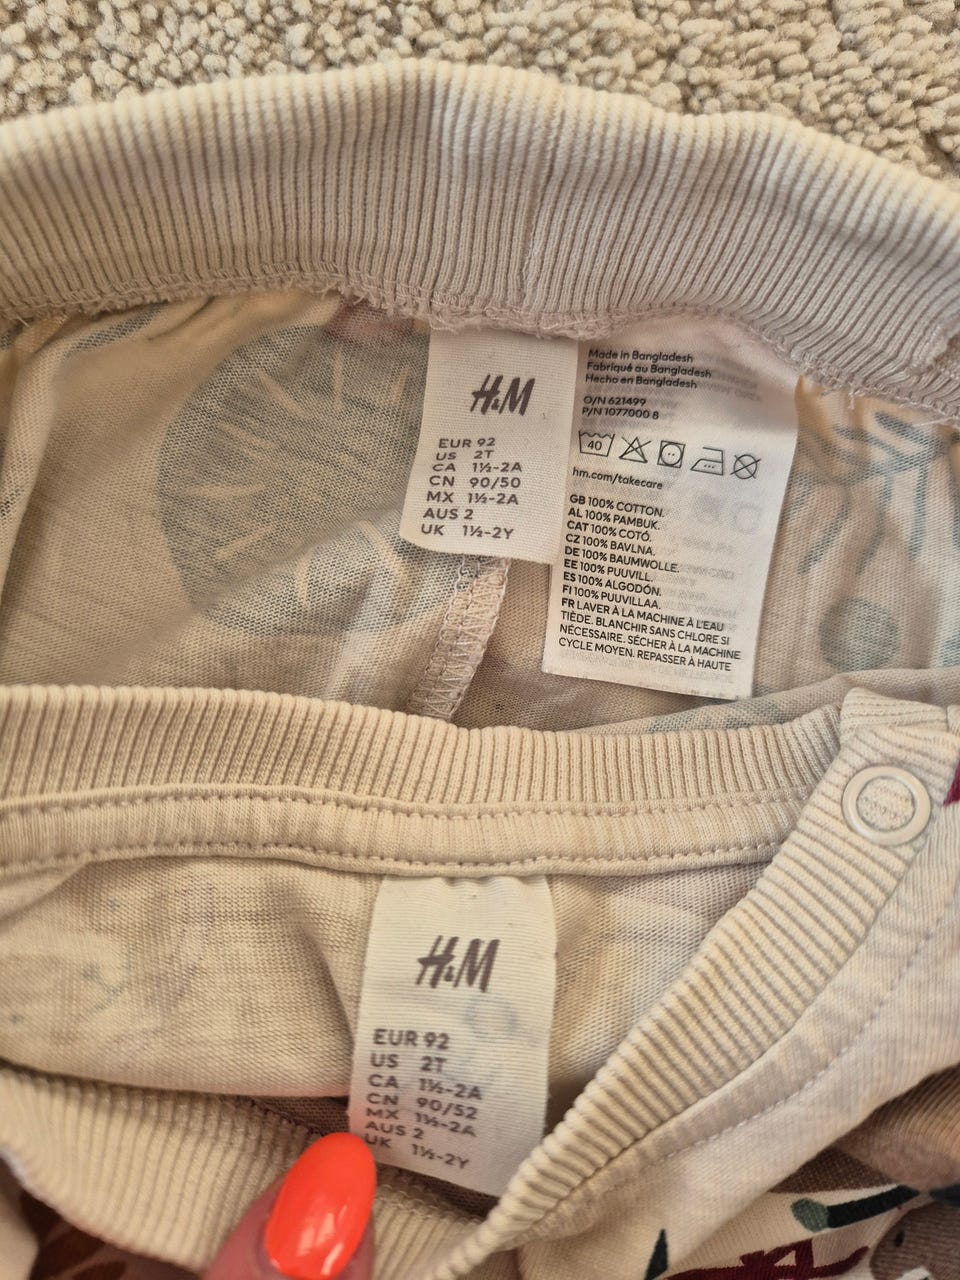 H&M
EUR 92
US 2T
CA 1½-2A
CN 90/50
MX 1½-2A
AUS 2
UK 1½-2Y
Made in Bangladesh
Fabriqué au Bangladesh
Hecho en Bangladesh
O/N 621499
P/N 1077000 8
40
hm.com/takecare
GB 100% COTTON.
AL 100% PAMBUK.
CAT 100% COTÓ.
CZ 100% BAVLNA.
DE 100% BAUMWOLLE.
EE 100% PUUVILL.
ES 100% ALGODÓN.
FI 100% PUUVILLAA.
FR LAVER À LA MACHINE À L'EAU
TIÈDE. BLANCHIR SANS CHLORE SI
NÉCESSAIRE. SÉCHER À LA MACHINE
CYCLE MOYEN. REPASSER À HAUTE
H&M
EUR 92
US 2T
CA 1½-2A
CN 90/52
MX 1½-2A
AUS 2
UK 1½-2Y